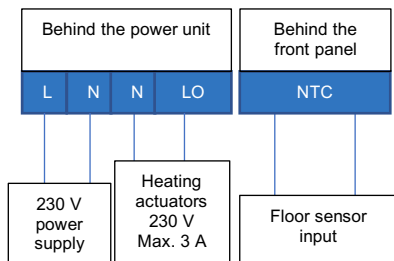 Behind the power unit
Behind the
front panel
L N N LO
NTC
230 V
power
supply
Heating
actuators
230 V
Max. 3 A
Floor sensor
input